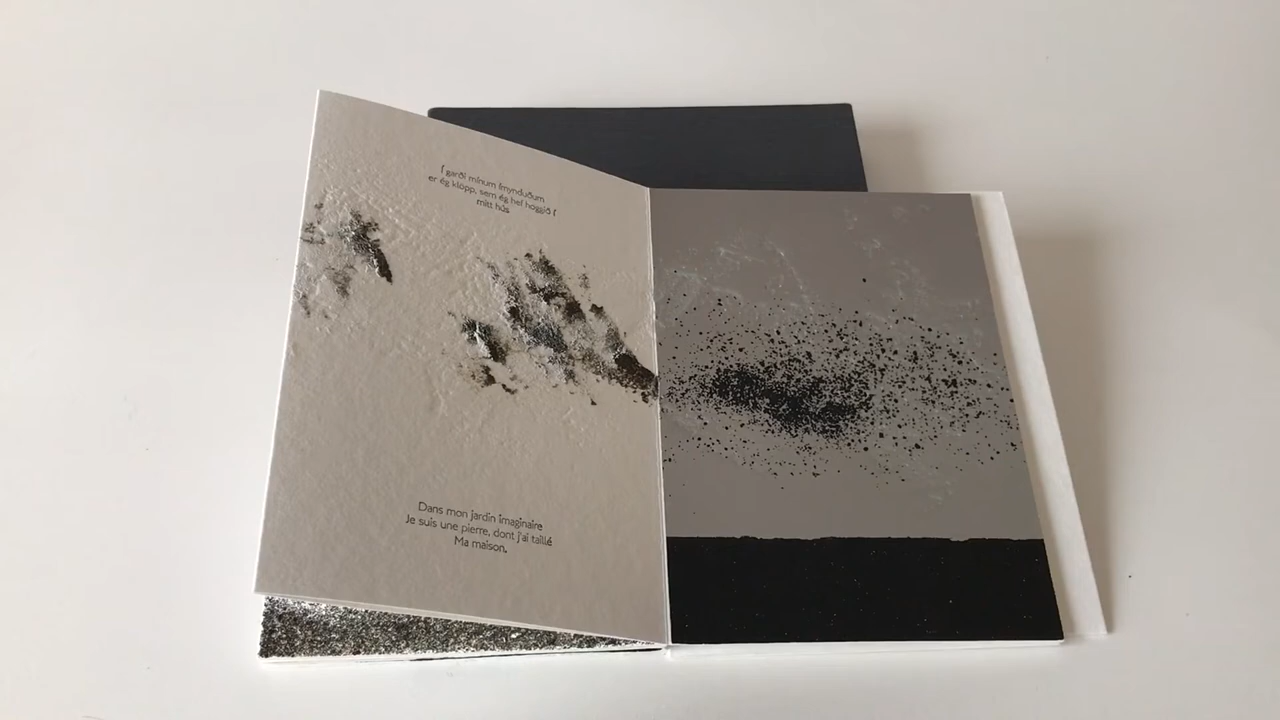 Í garði mínum ímynduðum
er ég klöpp, sem ég hef hoggið í
mitt hús
Dans mon jardin imaginaire
Je suis une pierre, dont j'ai taillé
Ma maison.